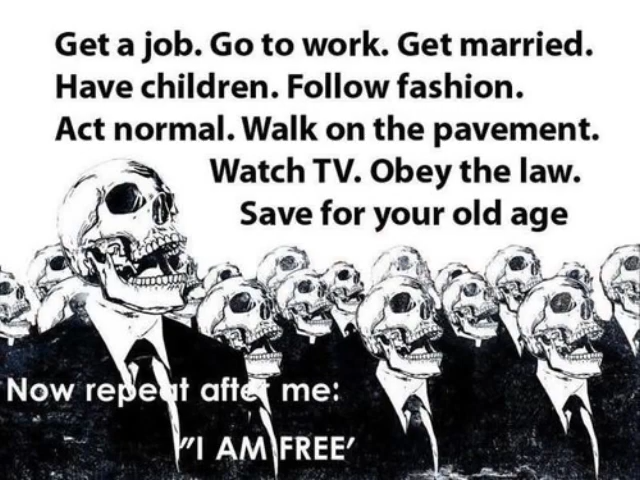 Get a job. Go to work. Get married.
Have children. Follow fashion.
Act normal. Walk on the pavement.
Watch TV. Obey the law.
Save for your old age
Now repeat after me:
"I AM FREE'